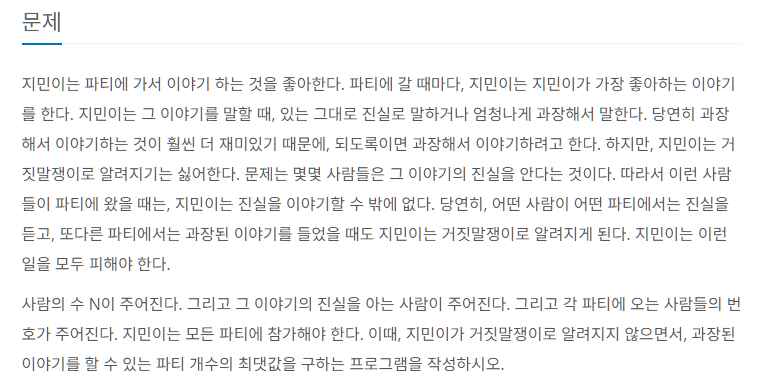 문제
지민이는 파티에 가서 이야기 하는 것을 좋아한다. 파티에 갈 때마다, 지민이는 지민이가 가장 좋아하는 이야기
를 한다. 지민이는 그 이야기를 말할 때, 있는 그대로 진실로 말하거나 엄청나게 과장해서 말한다. 당연히 과장
해서 이야기하는 것이 훨씬 더 재미있기 때문에, 되도록이면 과장해서 이야기하려고 한다. 하지만, 지민이는 거
짓말쟁이로 알려지기는 싫어한다. 문제는 몇몇 사람들은 그 이야기의 진실을 안다는 것이다. 따라서 이런 사람
들이 파티에 왔을 때는, 지민이는 진실을 이야기할 수 밖에 없다. 당연히, 어떤 사람이 어떤 파티에서는 진실을
듣고, 또다른 파티에서는 과장된 이야기를 들었을 때도 지민이는 거짓말쟁이로 알려지게 된다. 지민이는 이런
일을 모두 피해야 한다.
사람의 수 N이 주어진다. 그리고 그 이야기의 진실을 아는 사람이 주어진다. 그리고 각 파티에 오는 사람들의 번
호가 주어진다. 지민이는 모든 파티에 참가해야 한다. 이때, 지민이가 거짓말쟁이로 알려지지 않으면서, 과장된
이야기를 할 수 있는 파티 개수의 최댓값을 구하는 프로그램을 작성하시오.